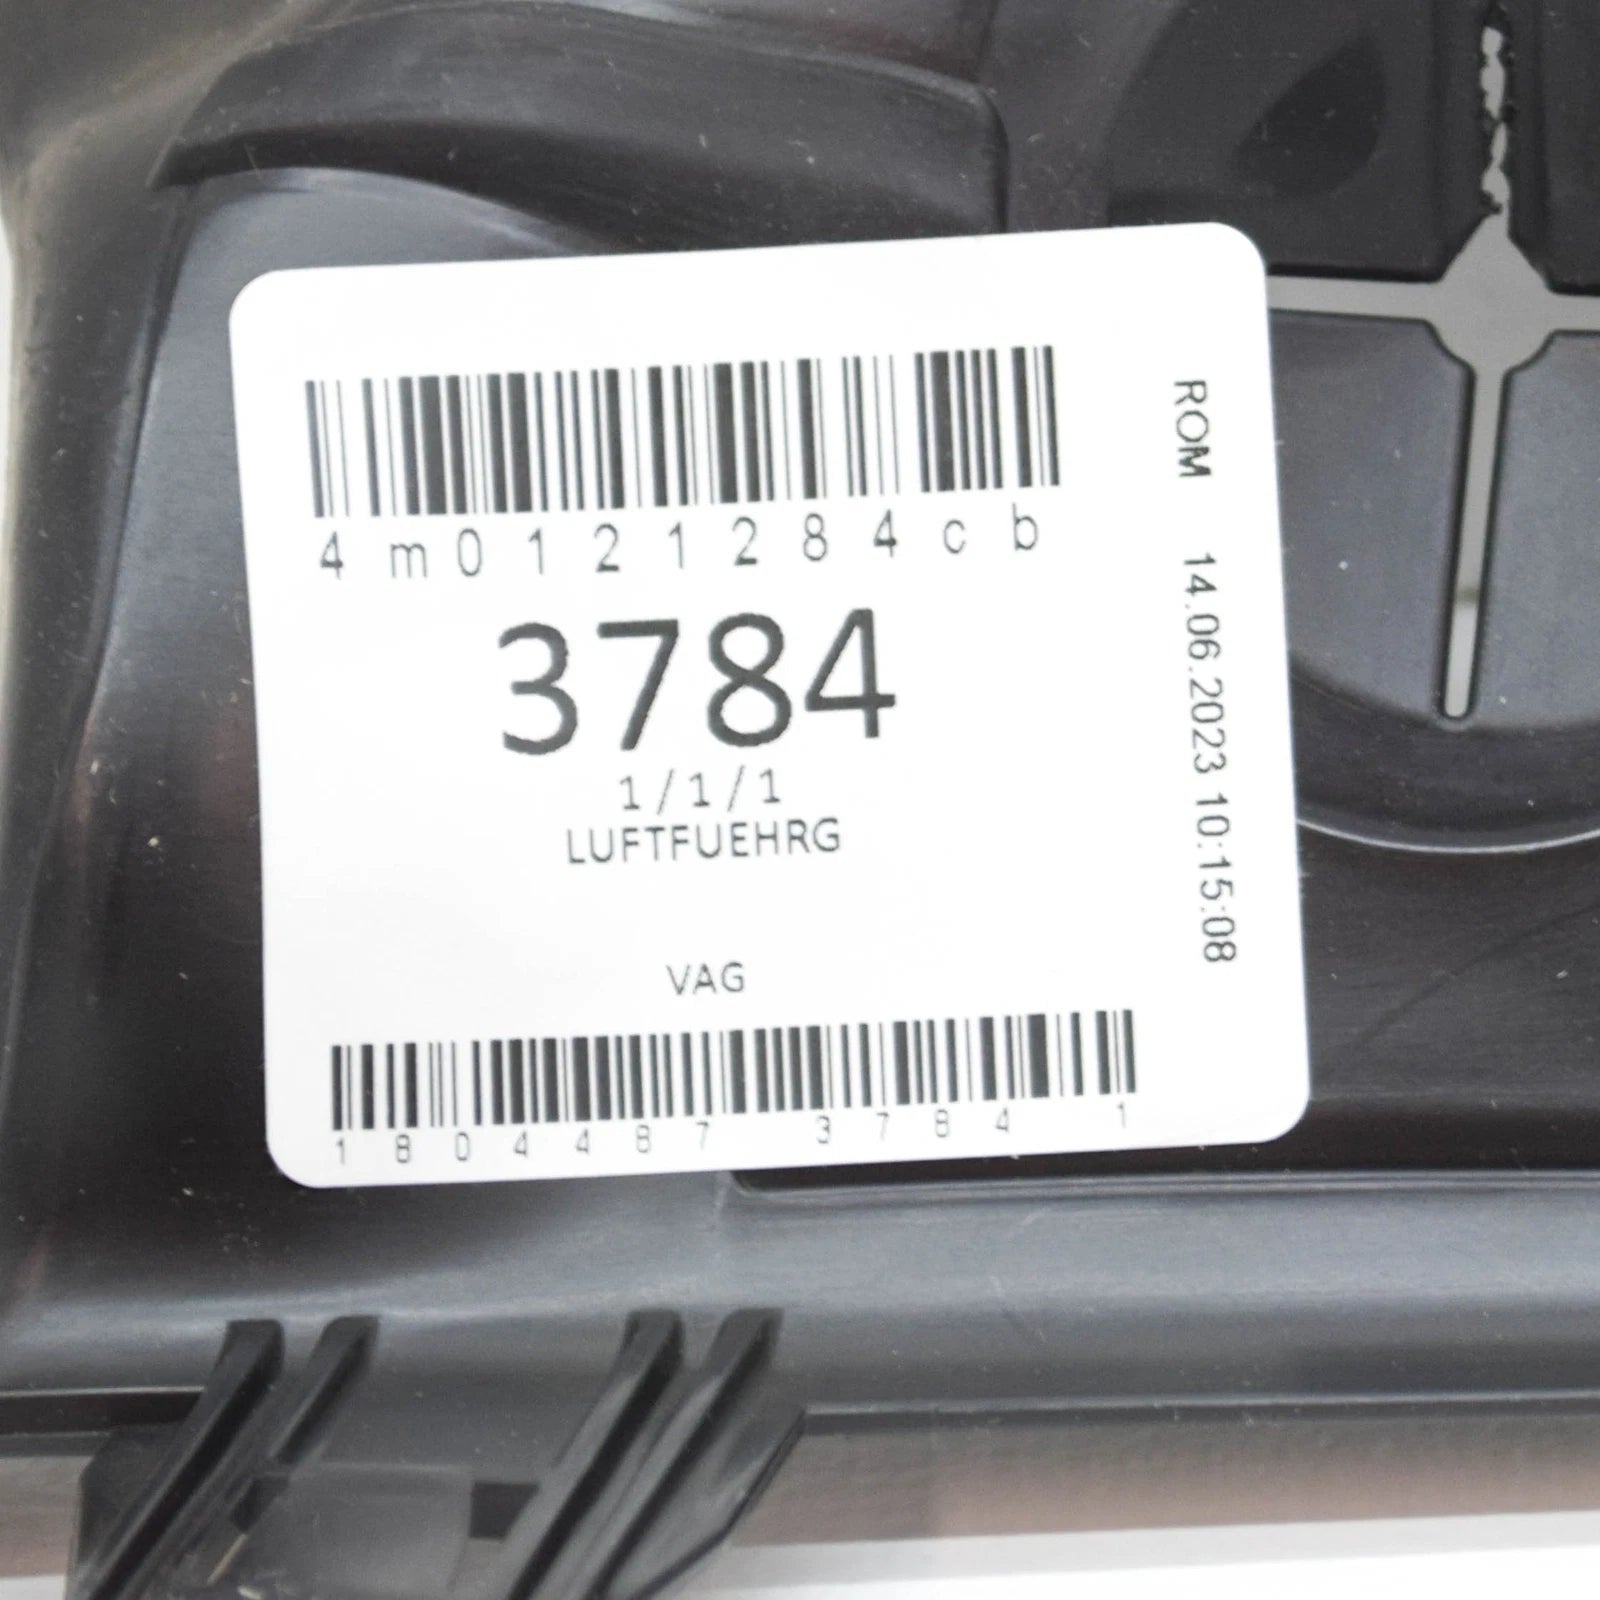 4m0121284cb
3784
1/1/1
LUFTFUEHRG
VAG
1804487 3784 1
ROM 14.06.2023 10:15:08